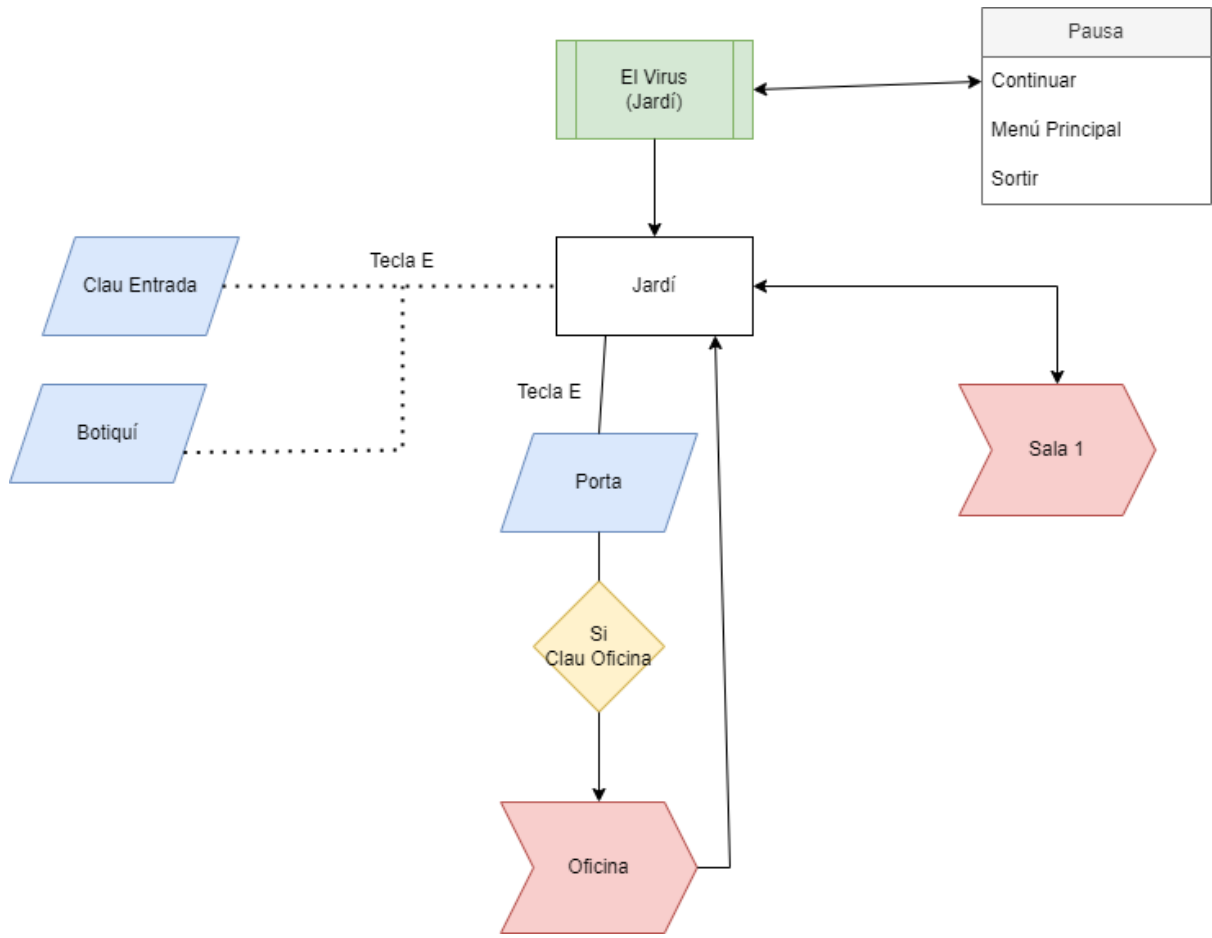 El Virus
(Jardí)
Pausa
Continuar
Menú Principal
Sortir
Clau Entrada
Tecla E
Jardí
Botiquí
Tecla E
Porta
Sala 1
Si
Clau Oficina
Oficina